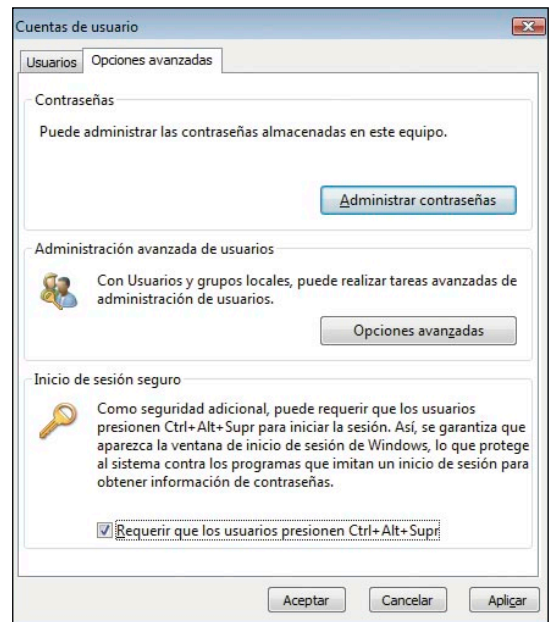 Cuentas de usuario
Usuarios
Opciones avanzadas
Contraseñas
Puede administrar las contraseñas almacenadas en este equipo.
Administrar contraseñas
Administración avanzada de usuarios
Con Usuarios y grupos locales, puede realizar tareas avanzadas de
administración de usuarios.
Opciones avanzadas
Inicio de sesión seguro
Como seguridad adicional, puede requerir que los usuarios
presionen Ctrl+Alt+Supr para iniciar la sesión. Así, se garantiza que
aparezca la ventana de inicio de sesión de Windows, lo que protege
al sistema contra los programas que imitan un inicio de sesión para
obtener información de contraseñas.
Requerir que los usuarios presionen Ctrl+Alt+Supr
Aceptar
Cancelar
Aplicar